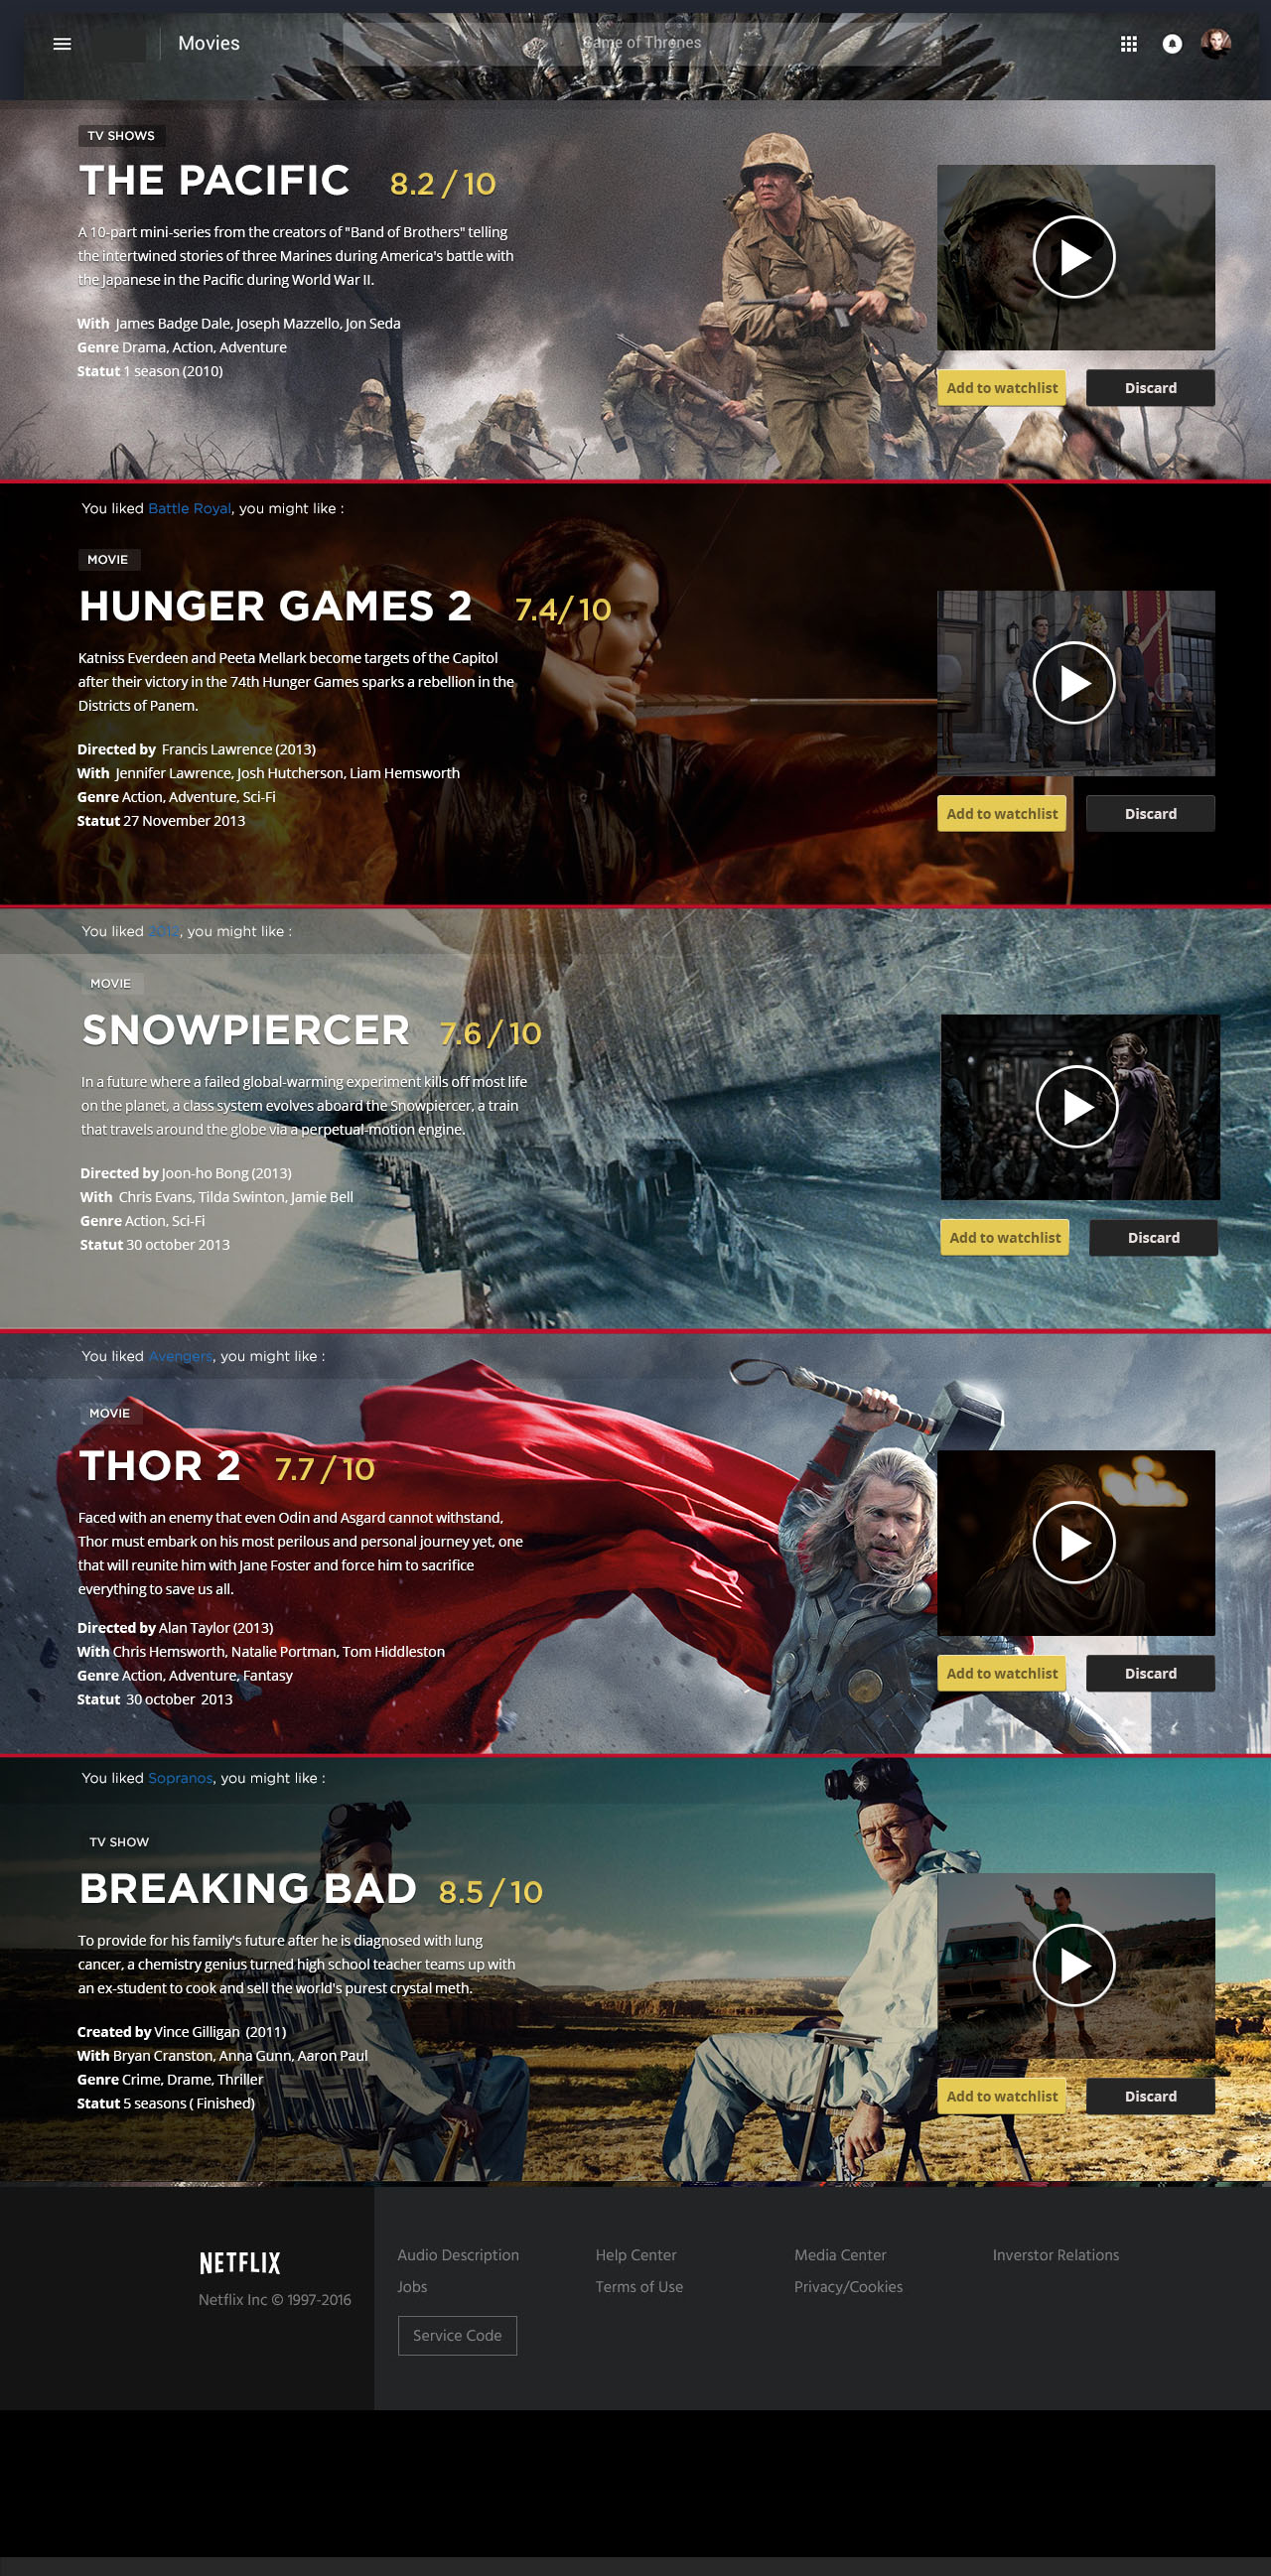 Movies
Game of Thrones
TV SHOWS
THE PACIFIC 8.2 / 10
A 10-part mini-series from the creators of "Band of Brothers" telling
the intertwined stories of three Marines during America's battle with
the Japanese in the Pacific during World War II.
With James Badge Dale, Joseph Mazzello, Jon Seda
Genre Drama, Action, Adventure
Statut 1 season (2010)
Add to watchlist Discard
You liked Battle Royal, you might like :
MOVIE
HUNGER GAMES 2 7.4/ 10
Katniss Everdeen and Peeta Mellark become targets of the Capitol
after their victory in the 74th Hunger Games sparks a rebellion in the
Districts of Panem.
Directed by Francis Lawrence (2013)
With Jennifer Lawrence, Josh Hutcherson, Liam Hemsworth
Genre Action, Adventure, Sci-Fi
Statut 27 November 2013
Add to watchlist Discard
You liked 2012, you might like :
MOVIE
SNOWPIERCER 7.6 / 10
In a future where a failed global-warming experiment kills off most life
on the planet, a class system evolves aboard the Snowpiercer, a train
that travels around the globe via a perpetual-motion engine.
Directed by Joon-ho Bong (2013)
With Chris Evans, Tilda Swinton, Jamie Bell
Genre Action, Sci-Fi
Statut 30 october 2013
Add to watchlist Discard
You liked Avengers, you might like :
MOVIE
THOR 2 7.7 / 10
Faced with an enemy that even Odin and Asgard cannot withstand,
Thor must embark on his most perilous and personal journey yet, one
that will reunite him with Jane Foster and force him to sacrifice
everything to save us all.
Directed by Alan Taylor (2013)
With Chris Hemsworth, Natalie Portman, Tom Hiddleston
Genre Action, Adventure, Fantasy
Statut 30 october 2013
Add to watchlist Discard
You liked Sopranos, you might like :
TV SHOW
BREAKING BAD 8.5 / 10
To provide for his family's future after he is diagnosed with lung
cancer, a chemistry genius turned high school teacher teams up with
an ex-student to cook and sell the world's purest crystal meth.
Created by Vince Gilligan (2011)
With Bryan Cranston, Anna Gunn, Aaron Paul
Genre Crime, Drame, Thriller
Statut 5 seasons ( Finished)
Add to watchlist Discard
NETFLIX
Netflix Inc © 1997-2016
Audio Description Help Center Media Center Inverstor Relations
Jobs Terms of Use Privacy/Cookies
Service Code